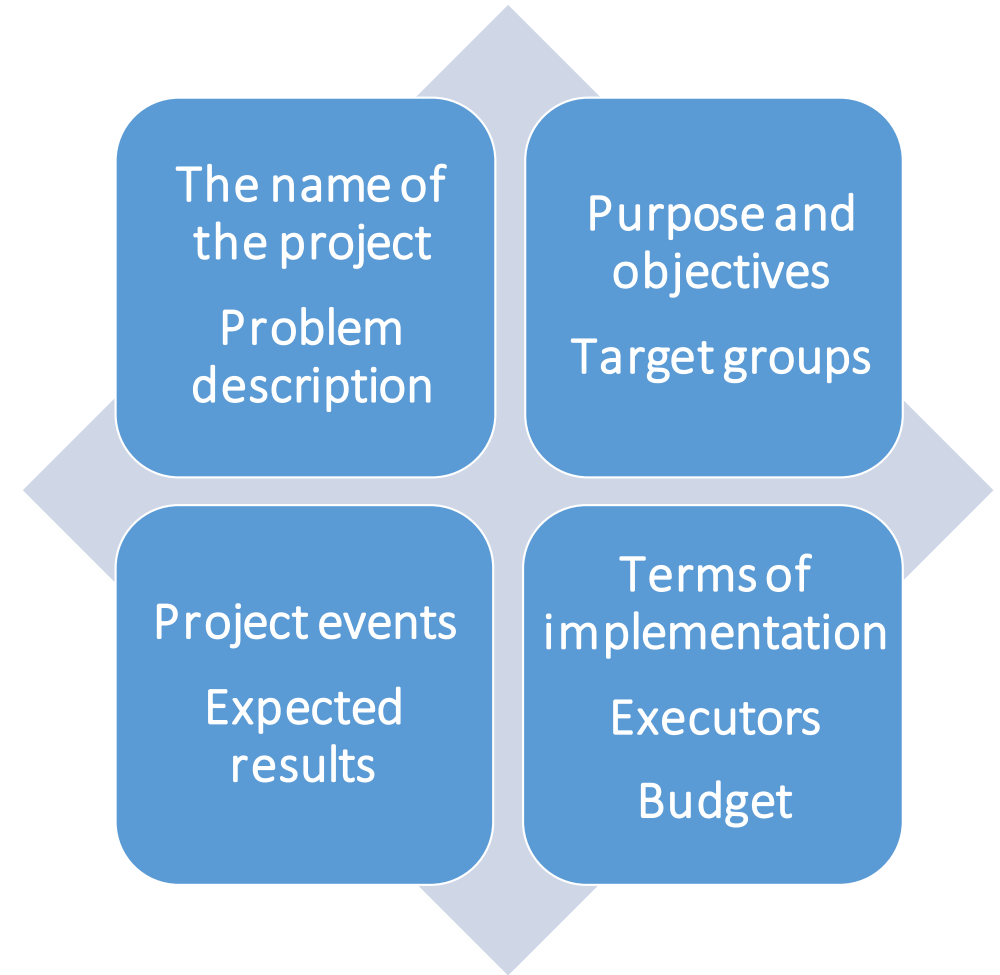 The name of
the project
Problem
description
Purpose and
objectives
Target groups
Project events
Expected
results
Terms of
implementation
Executors
Budget